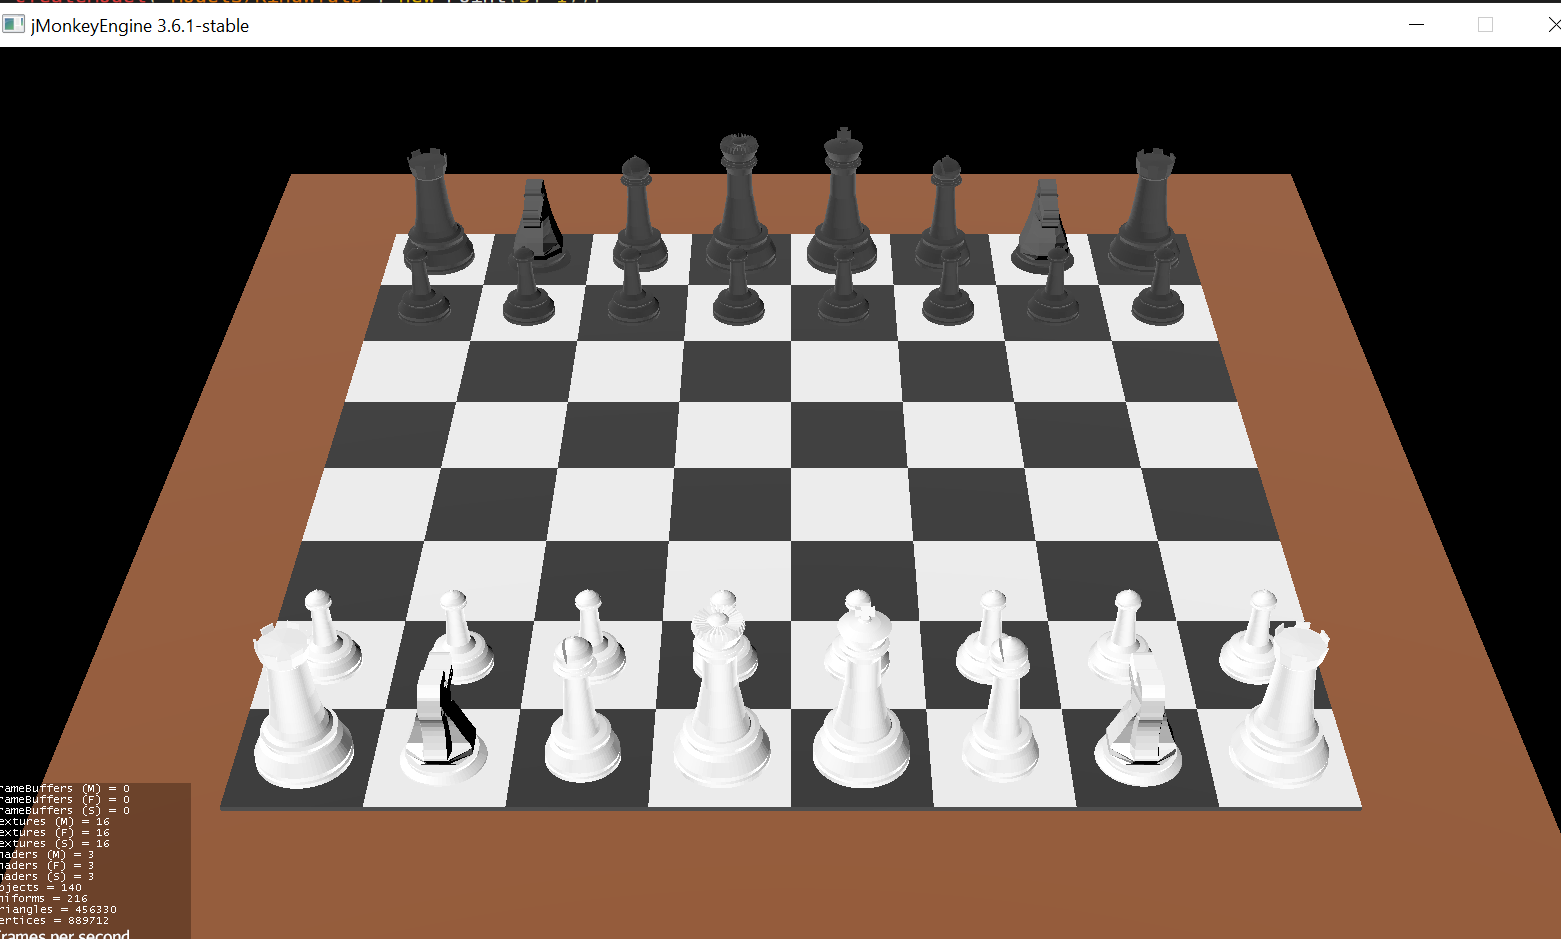 jMonkeyEngine 3.6.1-stable
rameBuffers (M) = 0
rameBuffers (F) = 0
rameBuffers (S) = 0
extures (M) = 16
extures (F) = 16
extures (S) = 16
haders (M) = 3
haders (F) = 3
haders (S) = 3
bjects = 140
niforms = 216
riangles = 456330
ertices = 889712
rames per second